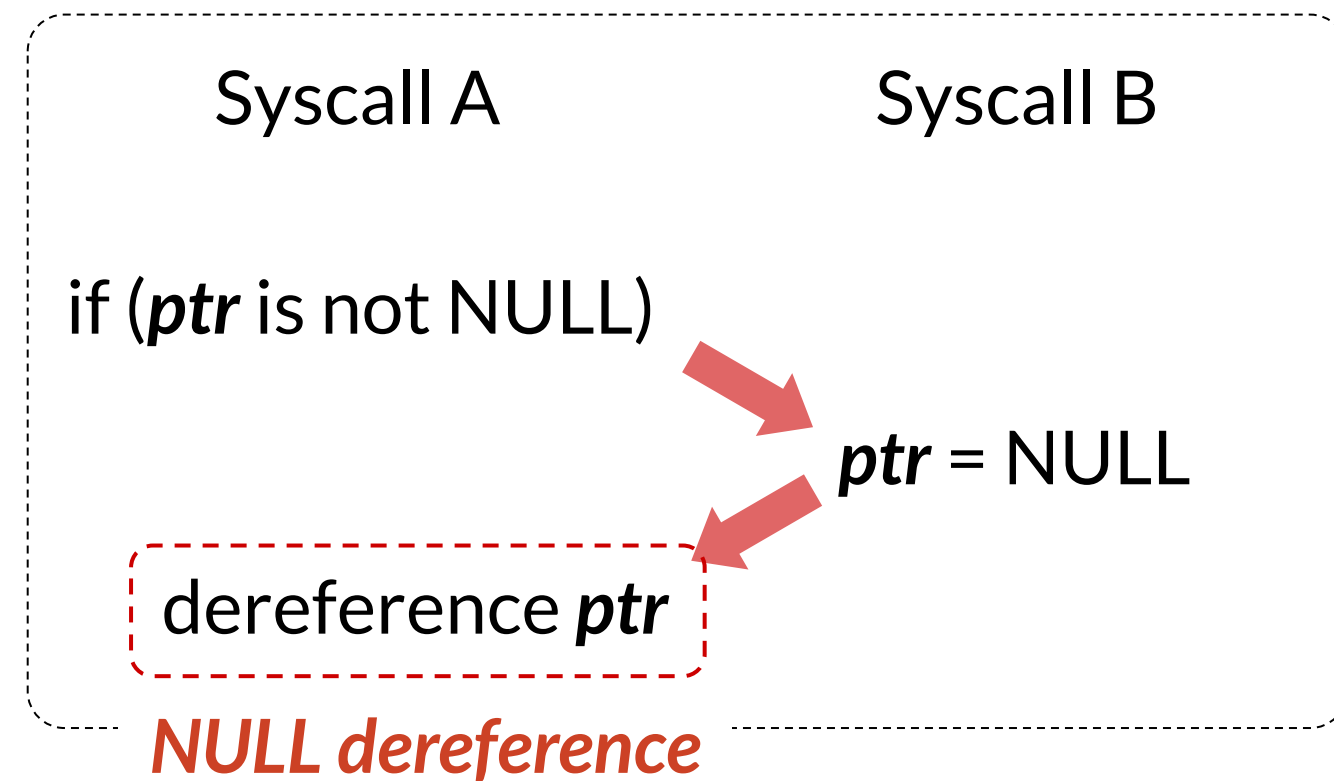 Syscall A
Syscall B
if (ptr is not NULL)
ptr = NULL
dereference ptr
NULL dereference